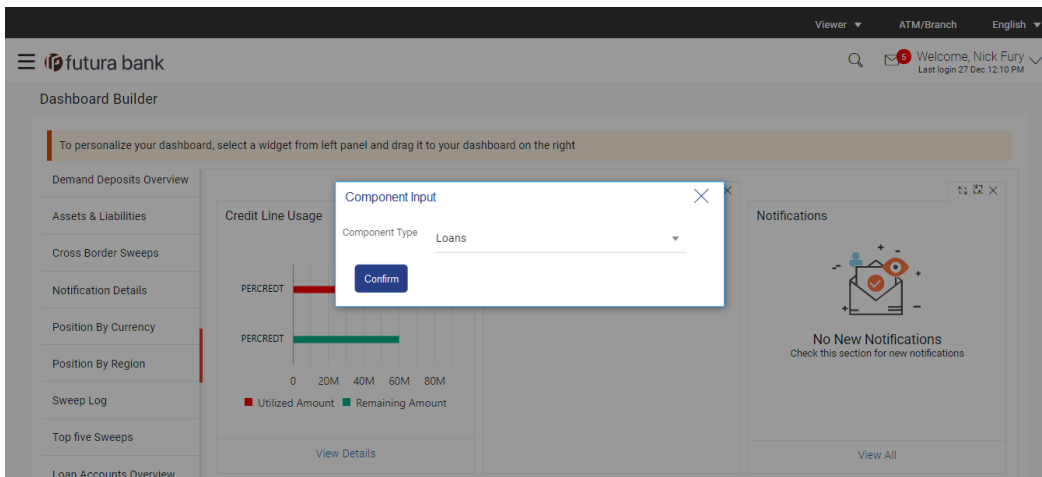 Viewer ATM/Branch English
futura bank
5 Welcome, Nick Fury
Last login 27 Dec 12:10 PM
Dashboard Builder
To personalize your dashboard, select a widget from left panel and drag it to your dashboard on the right
Demand Deposits Overview
Assets & Liabilities
Cross Border Sweeps
Notification Details
Position By Currency
Position By Region
Sweep Log
Top five Sweeps
Loan Accounts Overview
Credit Line Usage
PERCREDT
PERCREDT
0 20M 40M 60M 80M
Utilized Amount Remaining Amount
View Details
Component Input
Component Type Loans
Confirm
Notifications
No New Notifications
Check this section for new notifications
View All